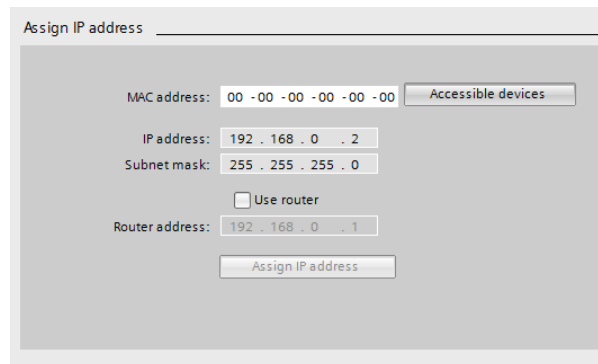 Assign IP address
MAC address: 00 -00 -00 -00 -00 -00 Accessible devices
IP address: 192 . 168 . 0 . 2
Subnet mask: 255 . 255 . 255 . 0
Use router
Router address: 192 . 168 . 0 . 1
Assign IP address